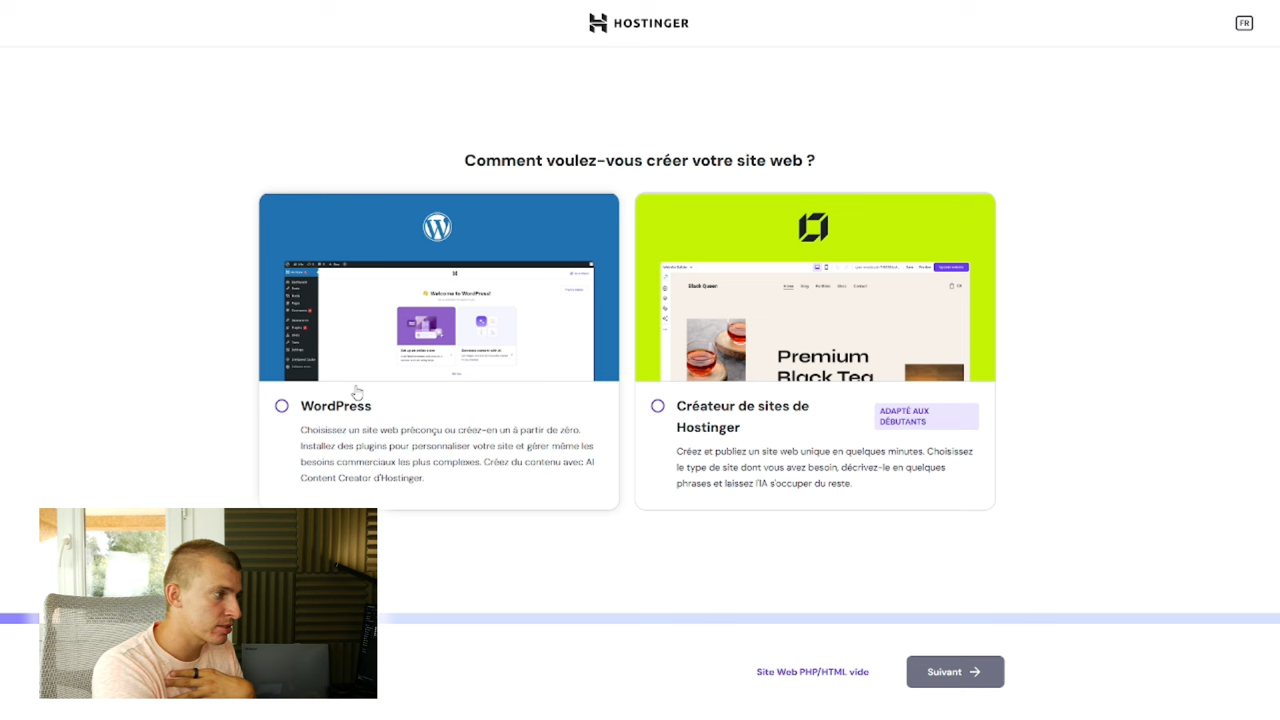 HOSTINGER
FR
Comment voulez-vous créer votre site web ?
Welcome to WordPress!
Black Queen
Premium
Black Tea
WordPress
Choisissez un site web préconçu ou créez-en un à partir de zéro.
Installez des plugins pour personnaliser votre site et gérer même les
besoins commerciaux les plus complexes. Créez du contenu avec AI
Content Creator d'Hostinger.
Créateur de sites de
Hostinger
ADAPTÉ AUX
DÉBUTANTS
Créez et publiez un site web unique en quelques minutes. Choisissez
le type de site dont vous avez besoin, décrivez-le en quelques
phrases et laissez l'IA s'occuper du reste.
Site Web PHP/HTML vide
Suivant